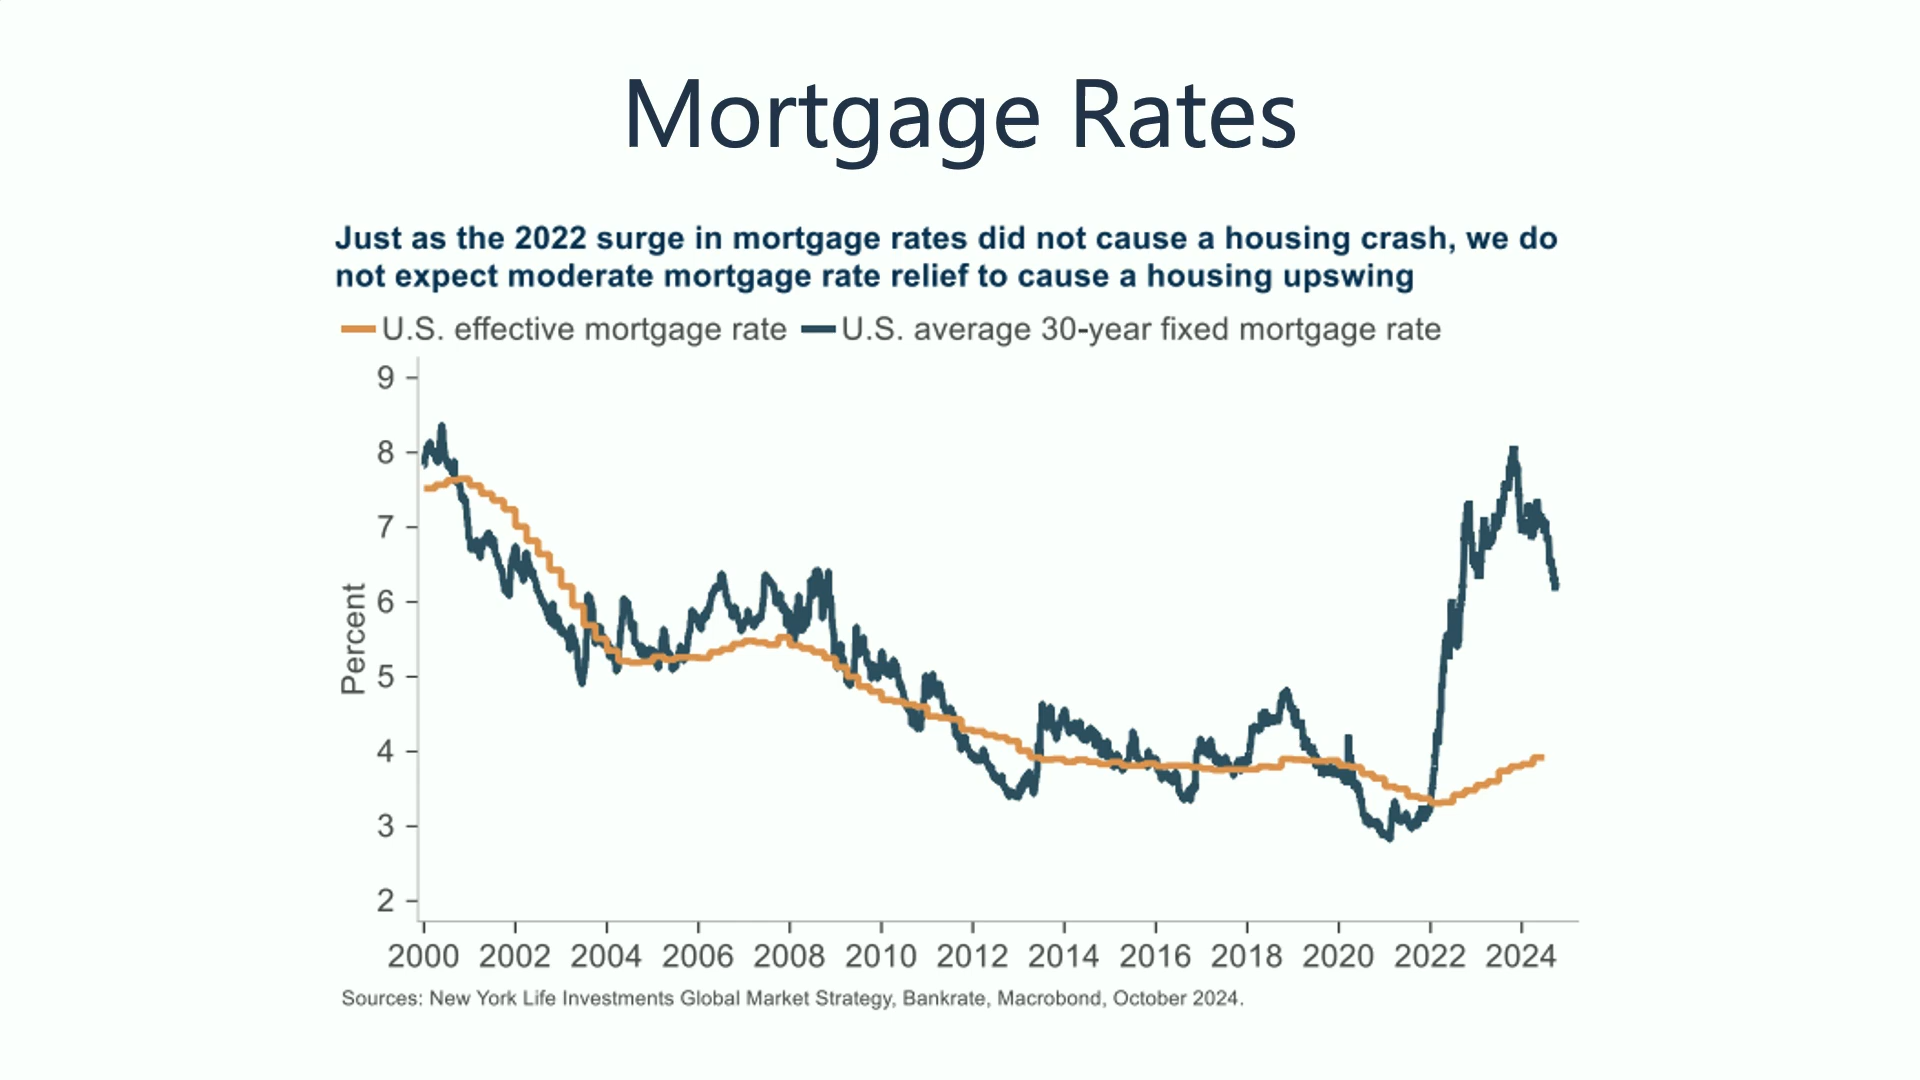 Mortgage Rates
Just as the 2022 surge in mortgage rates did not cause a housing crash, we do
not expect moderate mortgage rate relief to cause a housing upswing
U.S. effective mortgage rate U.S. average 30-year fixed mortgage rate
9
8
7
6
5
4
3
2
Percent
2000 2002 2004 2006 2008 2010 2012 2014 2016 2018 2020 2022 2024
Sources: New York Life Investments Global Market Strategy, Bankrate, Macrobond, October 2024.